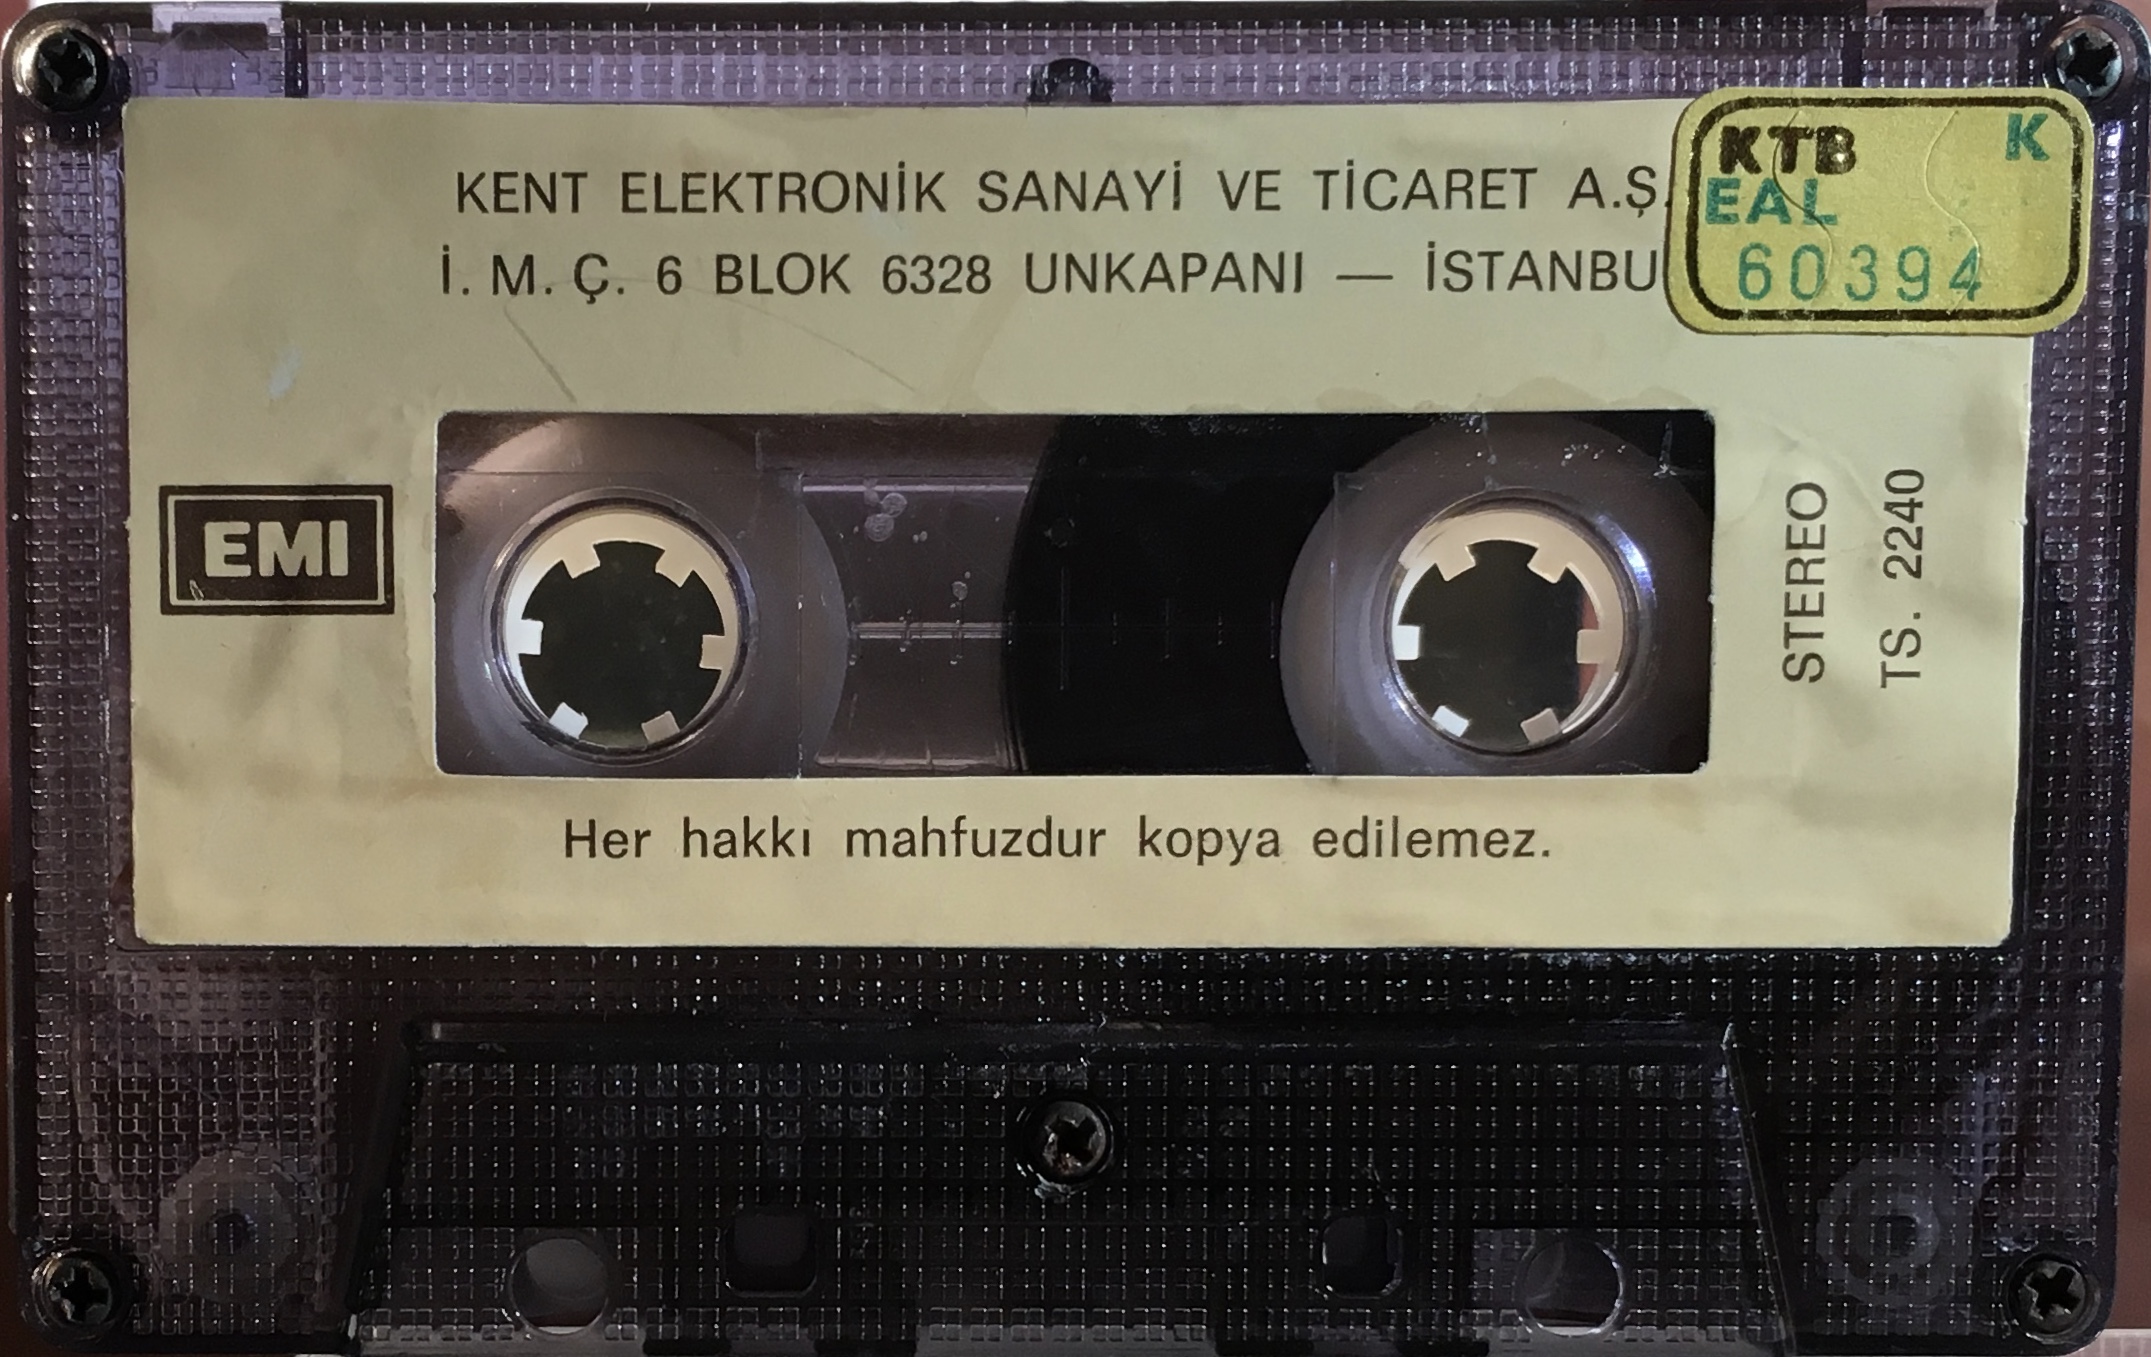 KENT ELEKTRONİK SANAYİ VE TİCARET A.Ş.
İ. M. Ç. 6 BLOK 6328 UNKAPANI — İSTANBU
KTB K
EAL
60394
EMI
STEREO
TS. 2240
Her hakkı mahfuzdur kopya edilemez.